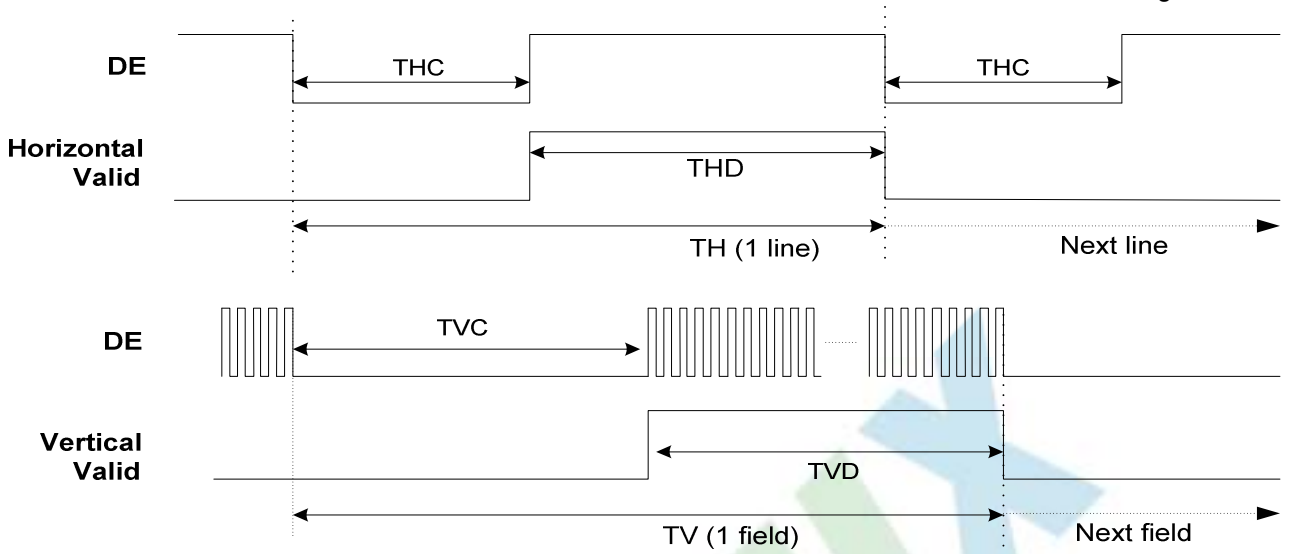 DE
THC
THC
Horizontal
Valid
THD
TH (1 line)
Next line
DE
TVC
Vertical
Valid
TVD
TV (1 field)
Next field